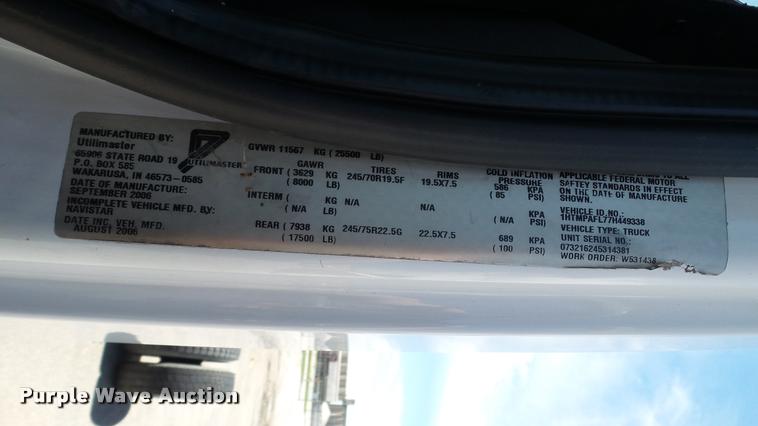 MANUFACTURED BY:
Utilimaster
65906 STATE ROAD 19
P.O. BOX 585
WAKARUSA, IN 46573-0585
DATE OF MANUFACTURE:
SEPTEMBER 2006
INCOMPLETE VEHICLE MFD. BY:
NAVISTAR
DATE INC. VEH. MFD.
AUGUST 2006
UTILIMASTER
GVWR 11567 KG (25500 LB)
GAWR TIRES RIMS COLD INFLATION PRESSURE
FRONT (3629 KG 245/70R19.5F 19.5X7.5 586 KPA
(8000 LB) (85 PSI)
INTERM ( KG N/A N/A KPA
(N/A LB) (N/A PSI)
REAR (7938 KG 245/75R22.5G 22.5X7.5 689 KPA
(17500 LB) (100 PSI)
TO ALL
APPLICABLE FEDERAL MOTOR
SAFTEY STANDARDS IN EFFECT
ON THE DATE OF MANUFACTURE
VEHICLE ID NO.:
1HTMPAFL77H449338
VEHICLE TYPE: TRUCK
UNIT SERIAL NO.:
073216245314381
WORK ORDER: W531438
Purple Wave Auction